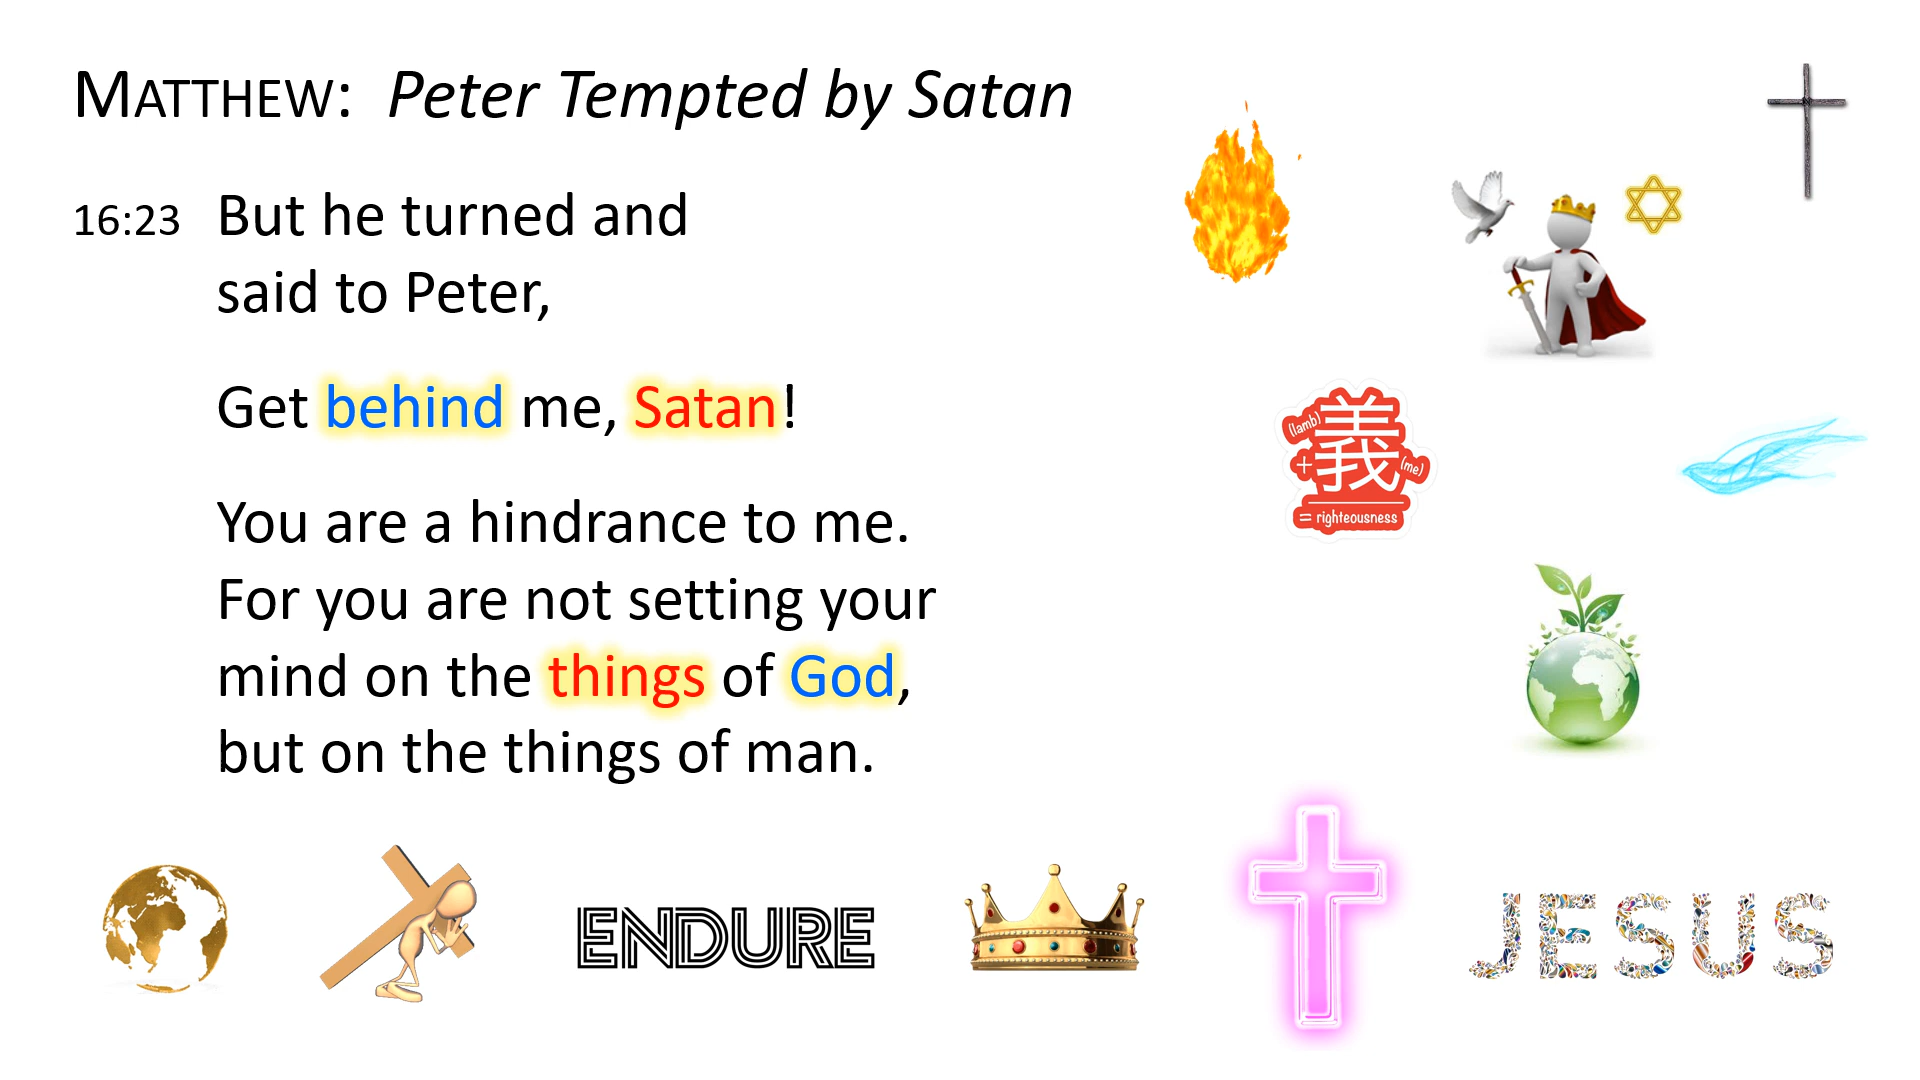 MATTHEW: Peter Tempted by Satan
16:23 But he turned and
said to Peter,
Get behind me, Satan!
You are a hindrance to me.
For you are not setting your
mind on the things of God,
but on the things of man.
(lamb)
義
+
(me)
= righteousness
ENDURE
JESUS